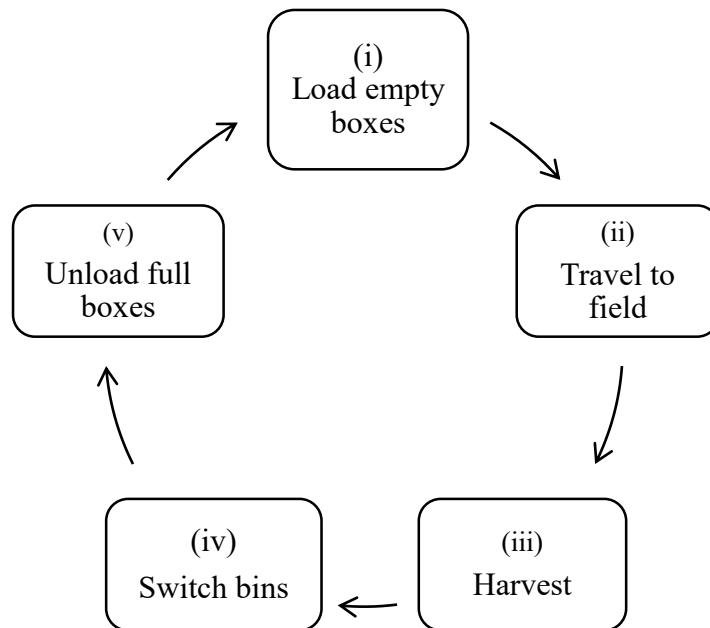 (i)
Load empty
boxes
(ii)
Travel to
field
(iii)
Harvest
(iv)
Switch bins
(v)
Unload full
boxes